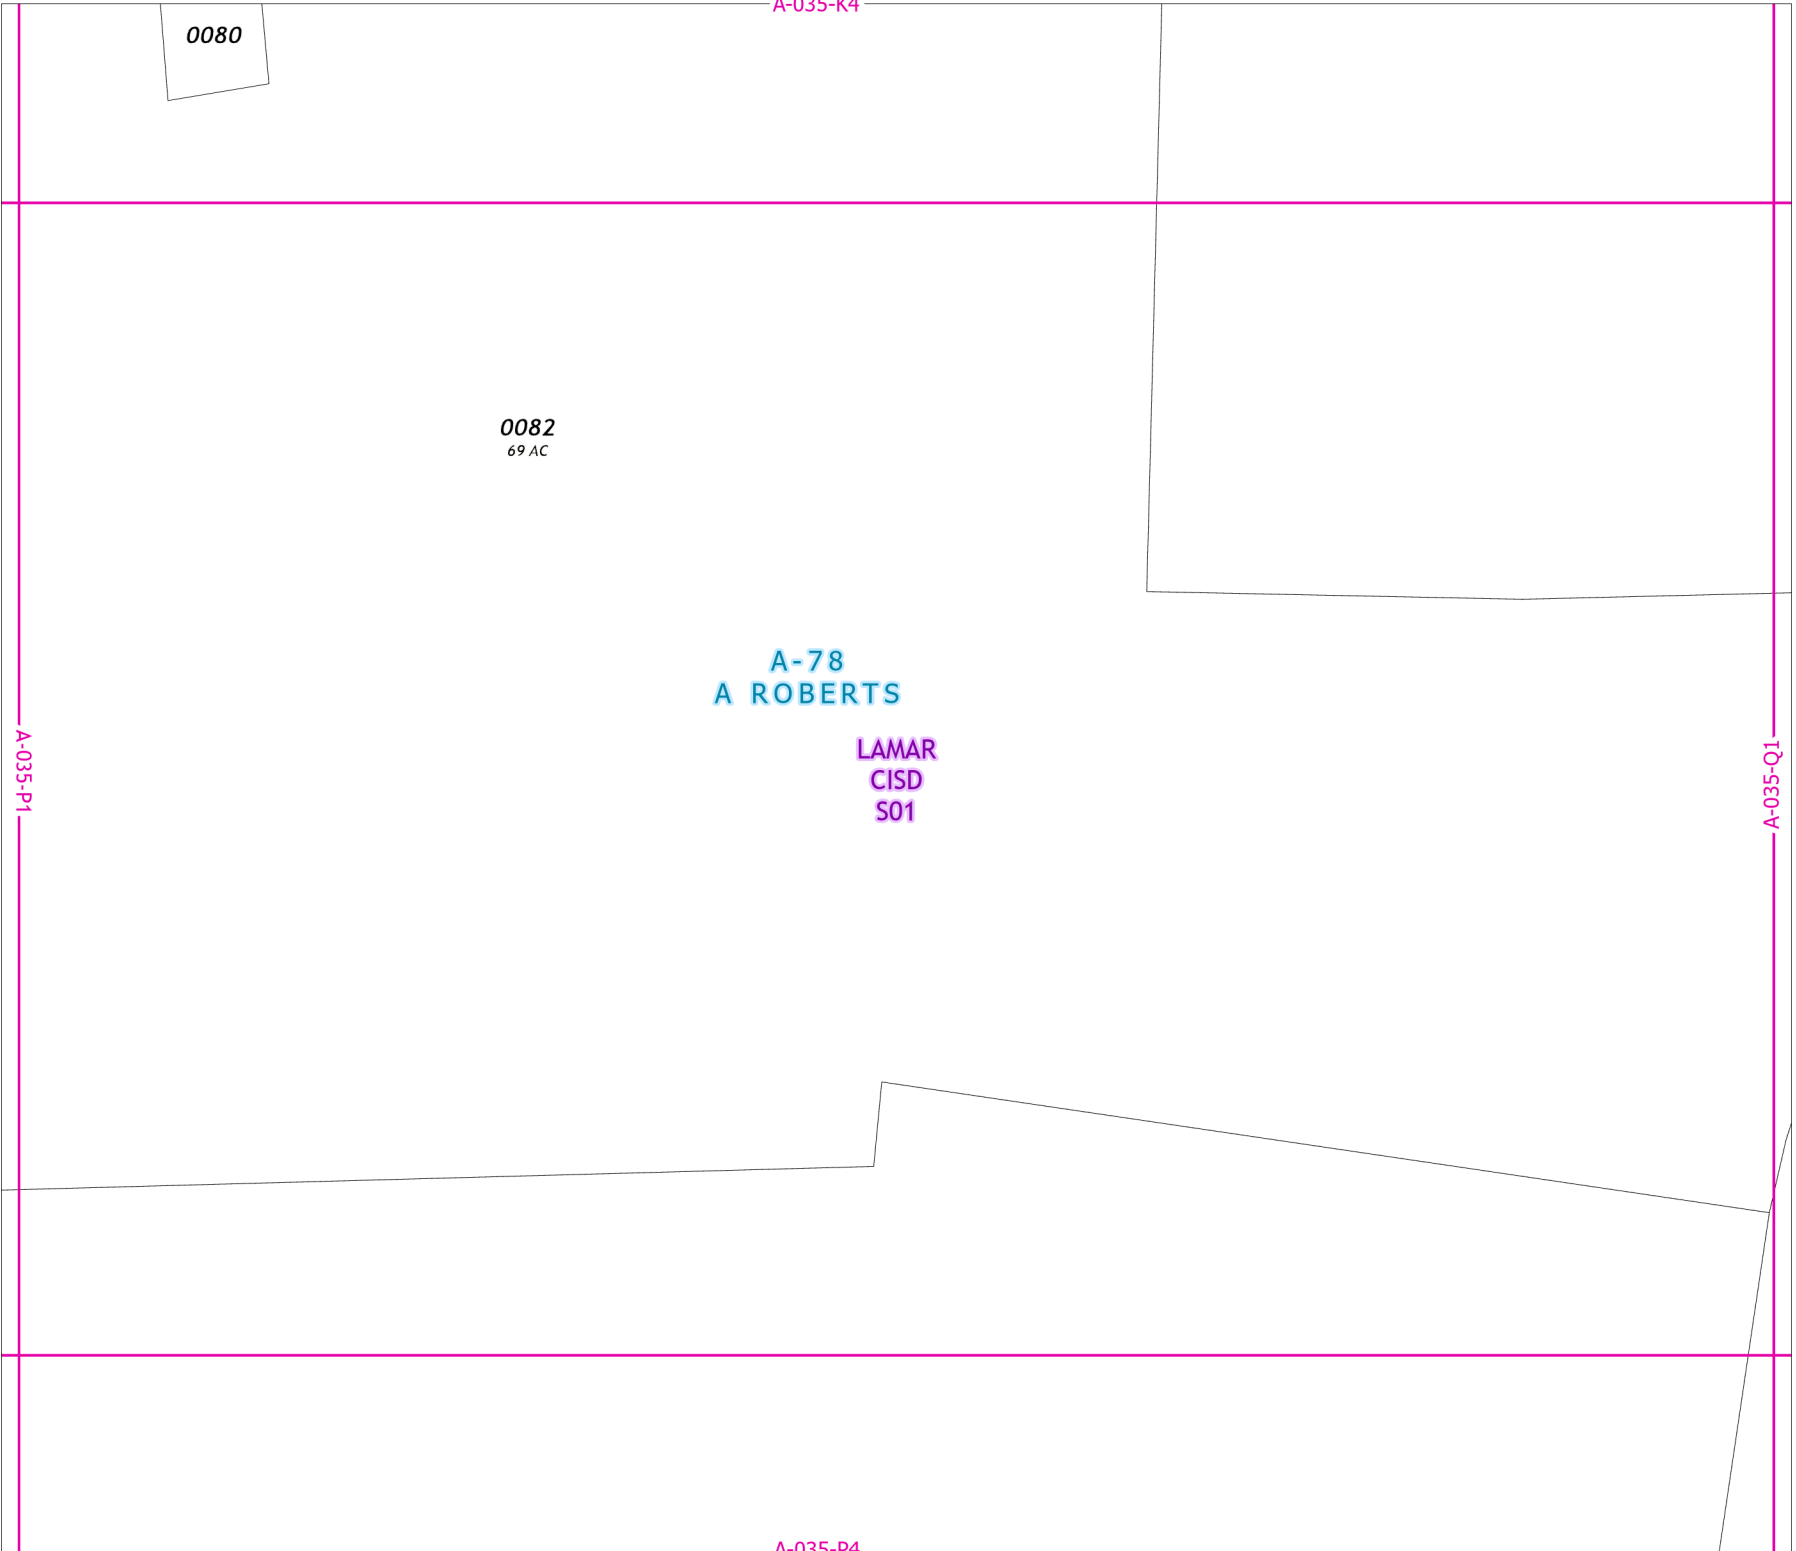 A-035-K4
0080
0082
69 AC
A-78
A ROBERTS
LAMAR
CISD
S01
A-035-P1
A-035-Q1
A-035-P4